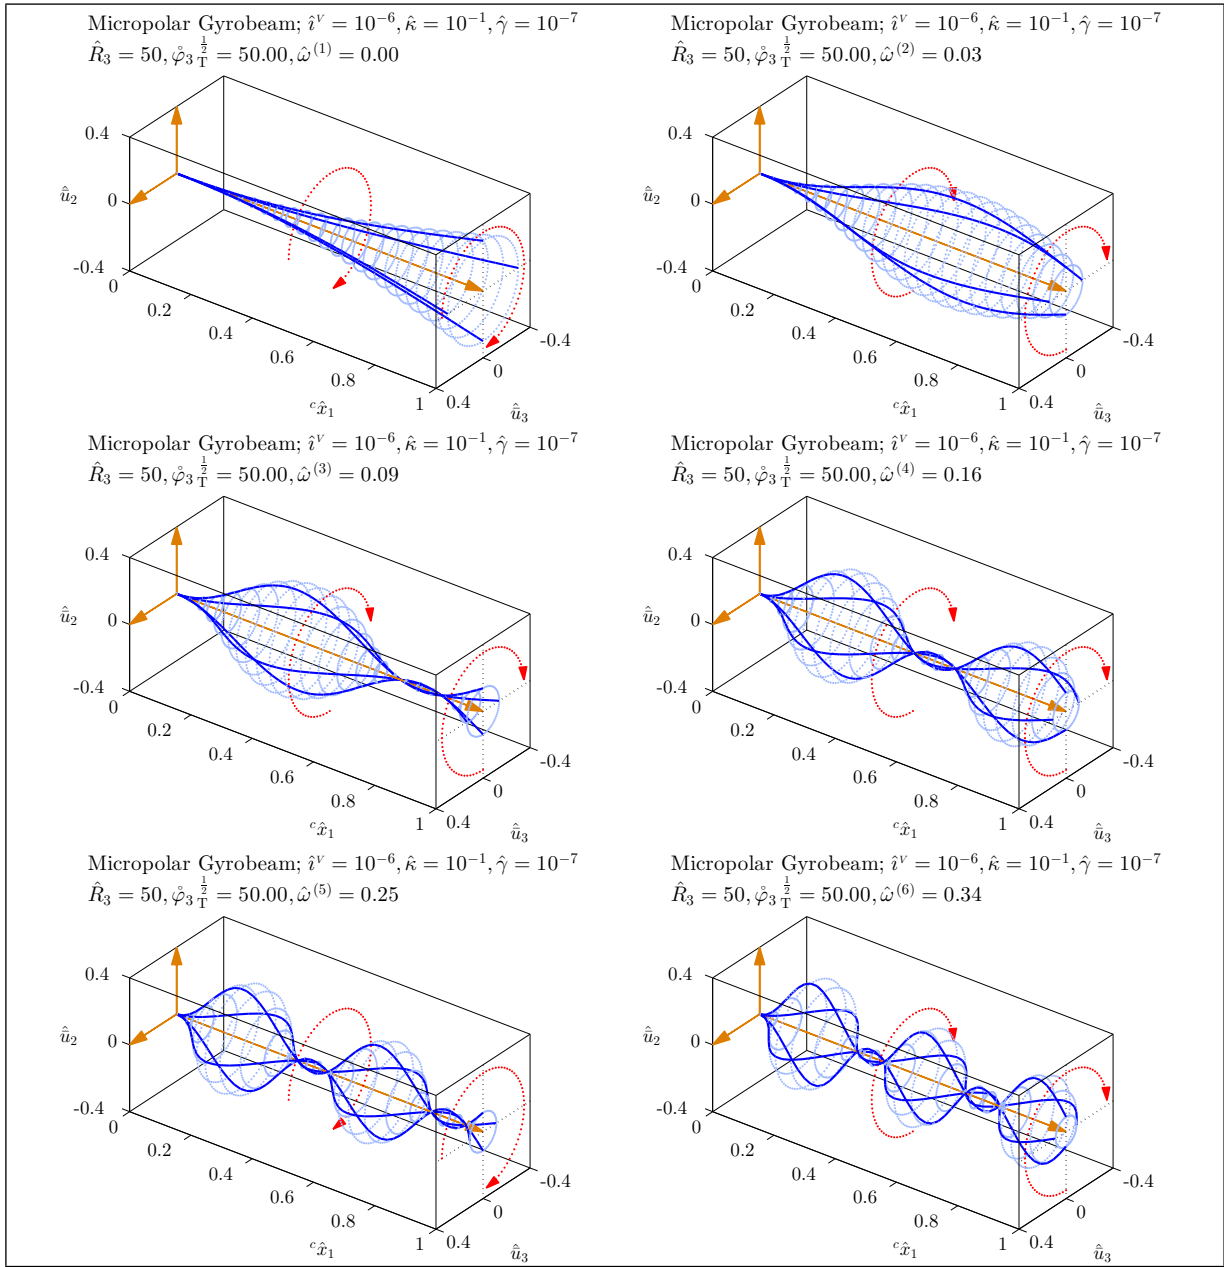 Micropolar Gyrobeam; î^V = 10^-6, κ̂ = 10^-1, γ̂ = 10^-7
R̂_3 = 50, φ̊_3 T^1/2 = 50.00, ω̂^(1) = 0.00
0.4
û̄_2
0
-0.4
0
0.2
0.4
0.6
0.8
1
^c x̂_1
-0.4
0
0.4
û̄_3
Micropolar Gyrobeam; î^V = 10^-6, κ̂ = 10^-1, γ̂ = 10^-7
R̂_3 = 50, φ̊_3 T^1/2 = 50.00, ω̂^(2) = 0.03
0.4
û̄_2
0
-0.4
0
0.2
0.4
0.6
0.8
1
^c x̂_1
-0.4
0
0.4
û̄_3
Micropolar Gyrobeam; î^V = 10^-6, κ̂ = 10^-1, γ̂ = 10^-7
R̂_3 = 50, φ̊_3 T^1/2 = 50.00, ω̂^(3) = 0.09
0.4
û̄_2
0
-0.4
0
0.2
0.4
0.6
0.8
1
^c x̂_1
-0.4
0
0.4
û̄_3
Micropolar Gyrobeam; î^V = 10^-6, κ̂ = 10^-1, γ̂ = 10^-7
R̂_3 = 50, φ̊_3 T^1/2 = 50.00, ω̂^(4) = 0.16
0.4
û̄_2
0
-0.4
0
0.2
0.4
0.6
0.8
1
^c x̂_1
-0.4
0
0.4
û̄_3
Micropolar Gyrobeam; î^V = 10^-6, κ̂ = 10^-1, γ̂ = 10^-7
R̂_3 = 50, φ̊_3 T^1/2 = 50.00, ω̂^(5) = 0.25
0.4
û̄_2
0
-0.4
0
0.2
0.4
0.6
0.8
1
^c x̂_1
-0.4
0
0.4
û̄_3
Micropolar Gyrobeam; î^V = 10^-6, κ̂ = 10^-1, γ̂ = 10^-7
R̂_3 = 50, φ̊_3 T^1/2 = 50.00, ω̂^(6) = 0.34
0.4
û̄_2
0
-0.4
0
0.2
0.4
0.6
0.8
1
^c x̂_1
-0.4
0
0.4
û̄_3